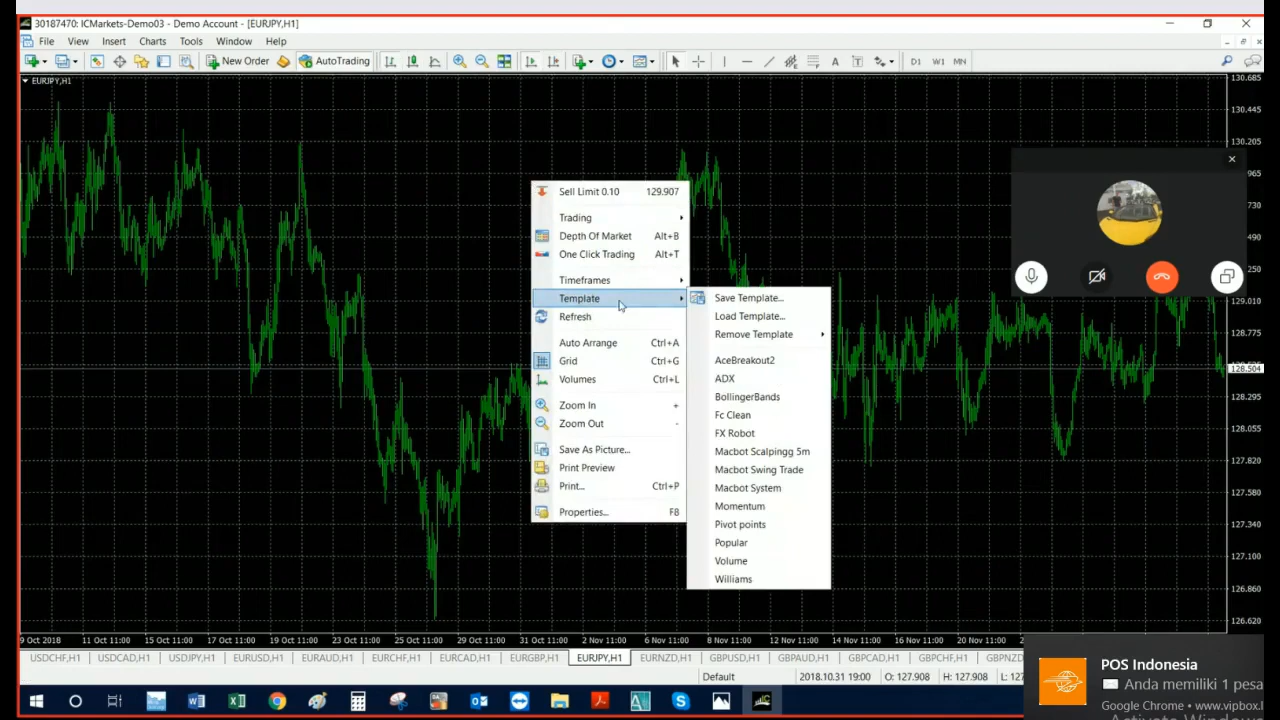 30187470: ICMarkets-Demo03 - Demo Account - [EURJPY,H1]
File View Insert Charts Tools Window Help
New Order AutoTrading A T D1 W1 MN
EURJPY,H1
130.685
130.445
130.205
965
730
490
250
129.010
128.775
128.504
128.295
128.055
127.820
127.580
127.340
127.100
126.860
126.620
Sell Limit 0.10 129.907
Trading
Depth Of Market Alt+B
One Click Trading Alt+T
Timeframes
Template
Refresh
Auto Arrange Ctrl+A
Grid Ctrl+G
Volumes Ctrl+L
Zoom In +
Zoom Out -
Save As Picture...
Print Preview
Print... Ctrl+P
Properties... F8
Save Template...
Load Template...
Remove Template
AceBreakout2
ADX
BollingerBands
Fc Clean
FX Robot
Macbot Scalpingg 5m
Macbot Swing Trade
Macbot System
Momentum
Pivot points
Popular
Volume
Williams
9 Oct 2018 11 Oct 11:00 15 Oct 11:00 17 Oct 11:00 19 Oct 11:00 23 Oct 11:00 25 Oct 11:00 29 Oct 11:00 31 Oct 11:00 2 Nov 11:00 6 Nov 11:00 8 Nov 11:00 12 Nov 11:00 14 Nov 11:00 16 Nov 11:00 20 Nov 11:00
USDCHF,H1 USDCAD,H1 USDJPY,H1 EURUSD,H1 EURAUD,H1 EURCHF,H1 EURCAD,H1 EURGBP,H1 EURJPY,H1 EURNZD,H1 GBPUSD,H1 GBPAUD,H1 GBPCAD,H1 GBPCHF,H1 GBPNZ
Default 2018.10.31 19:00 O: 127.908 H: 127.908 L: 127
POS Indonesia
Anda memiliki 1 pesa
Google Chrome • www.vipbox.l